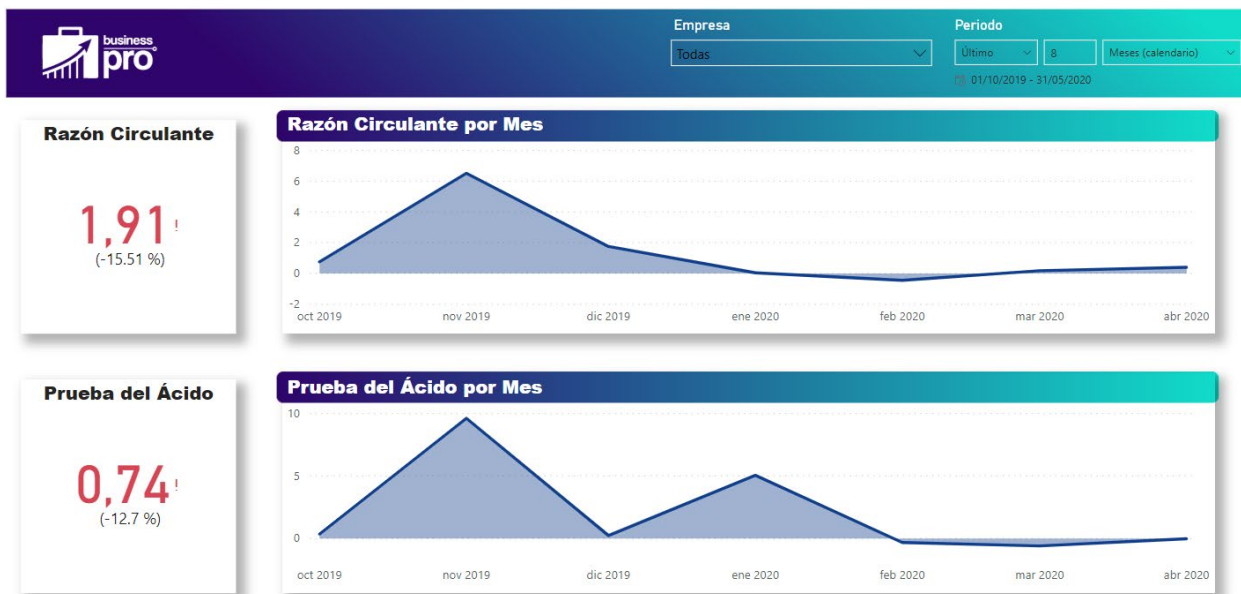 business
pro
Empresa
Todas
Periodo
Último
8
Meses (calendario)
01/10/2019 - 31/05/2020
Razón Circulante
1,91!
(-15.51 %)
Razón Circulante por Mes
8
6
4
2
0
-2
oct 2019 nov 2019 dic 2019 ene 2020 feb 2020 mar 2020 abr 2020
Prueba del Ácido
0,74!
(-12.7 %)
Prueba del Ácido por Mes
10
5
0
oct 2019 nov 2019 dic 2019 ene 2020 feb 2020 mar 2020 abr 2020